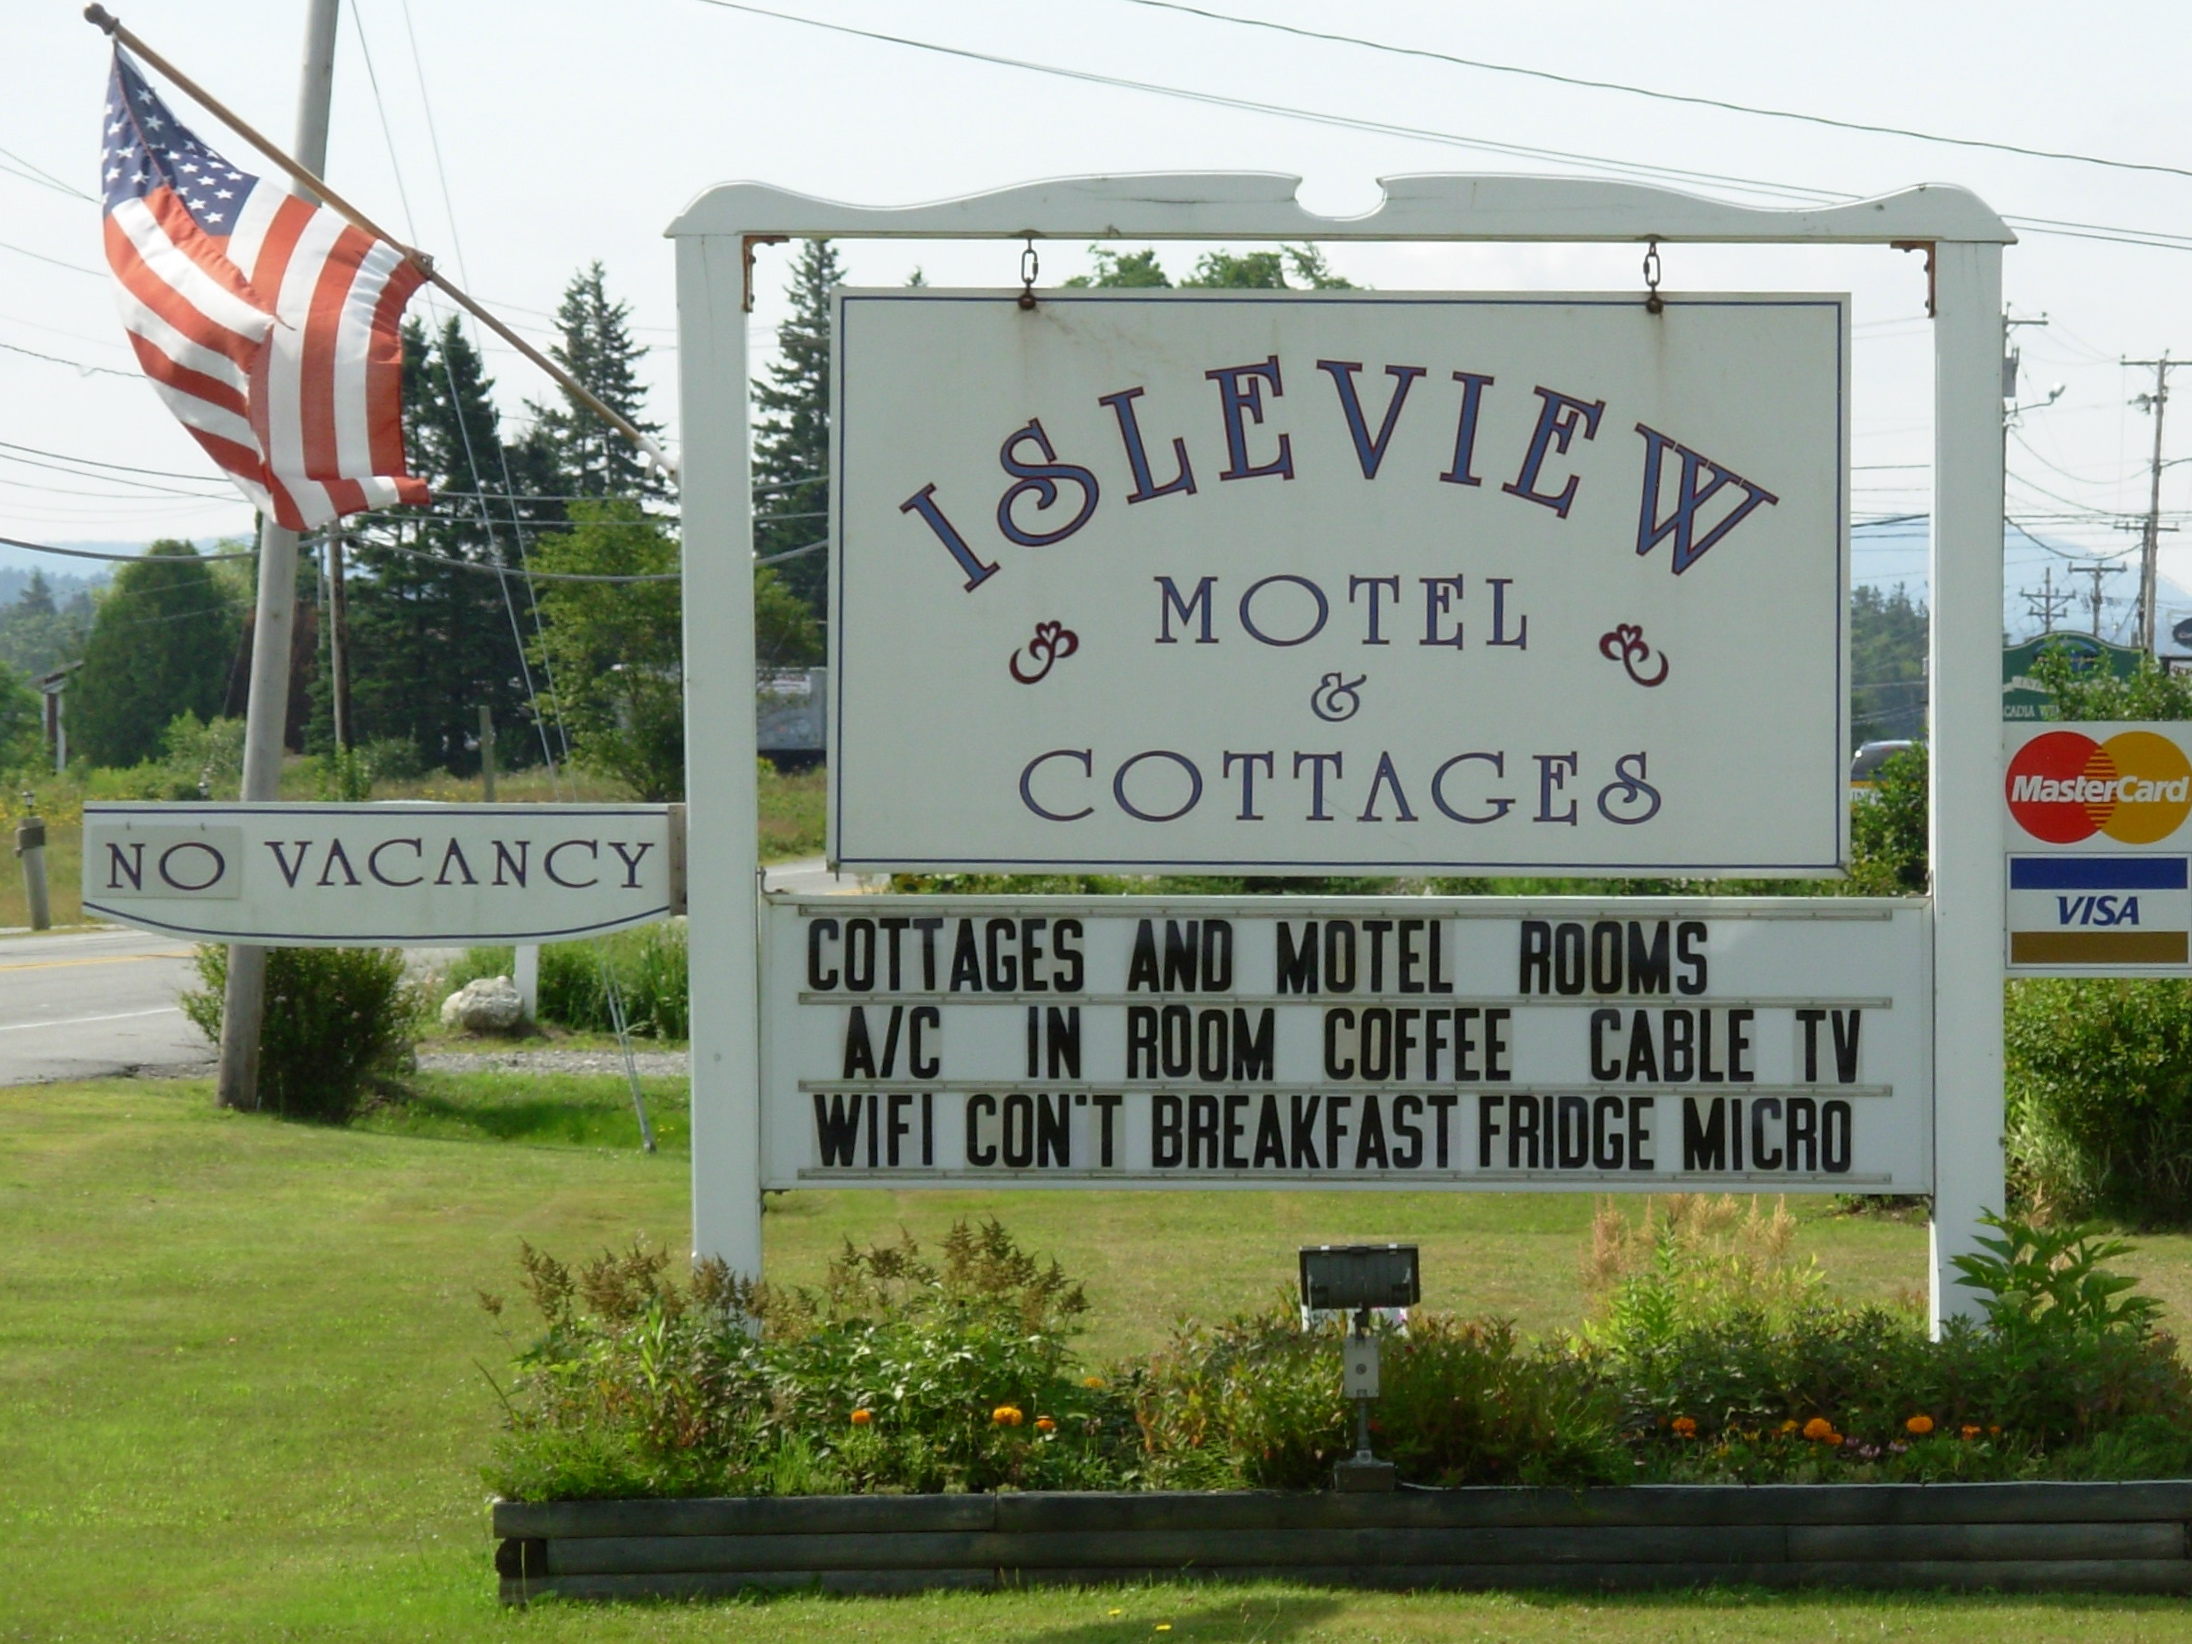 ISLEVIEW
MOTEL
&
COTTAGES
NO VACANCY
COTTAGES AND MOTEL ROOMS
A/C IN ROOM COFFEE CABLE TV
WIFI CON'T BREAKFAST FRIDGE MICRO
MasterCard
VISA